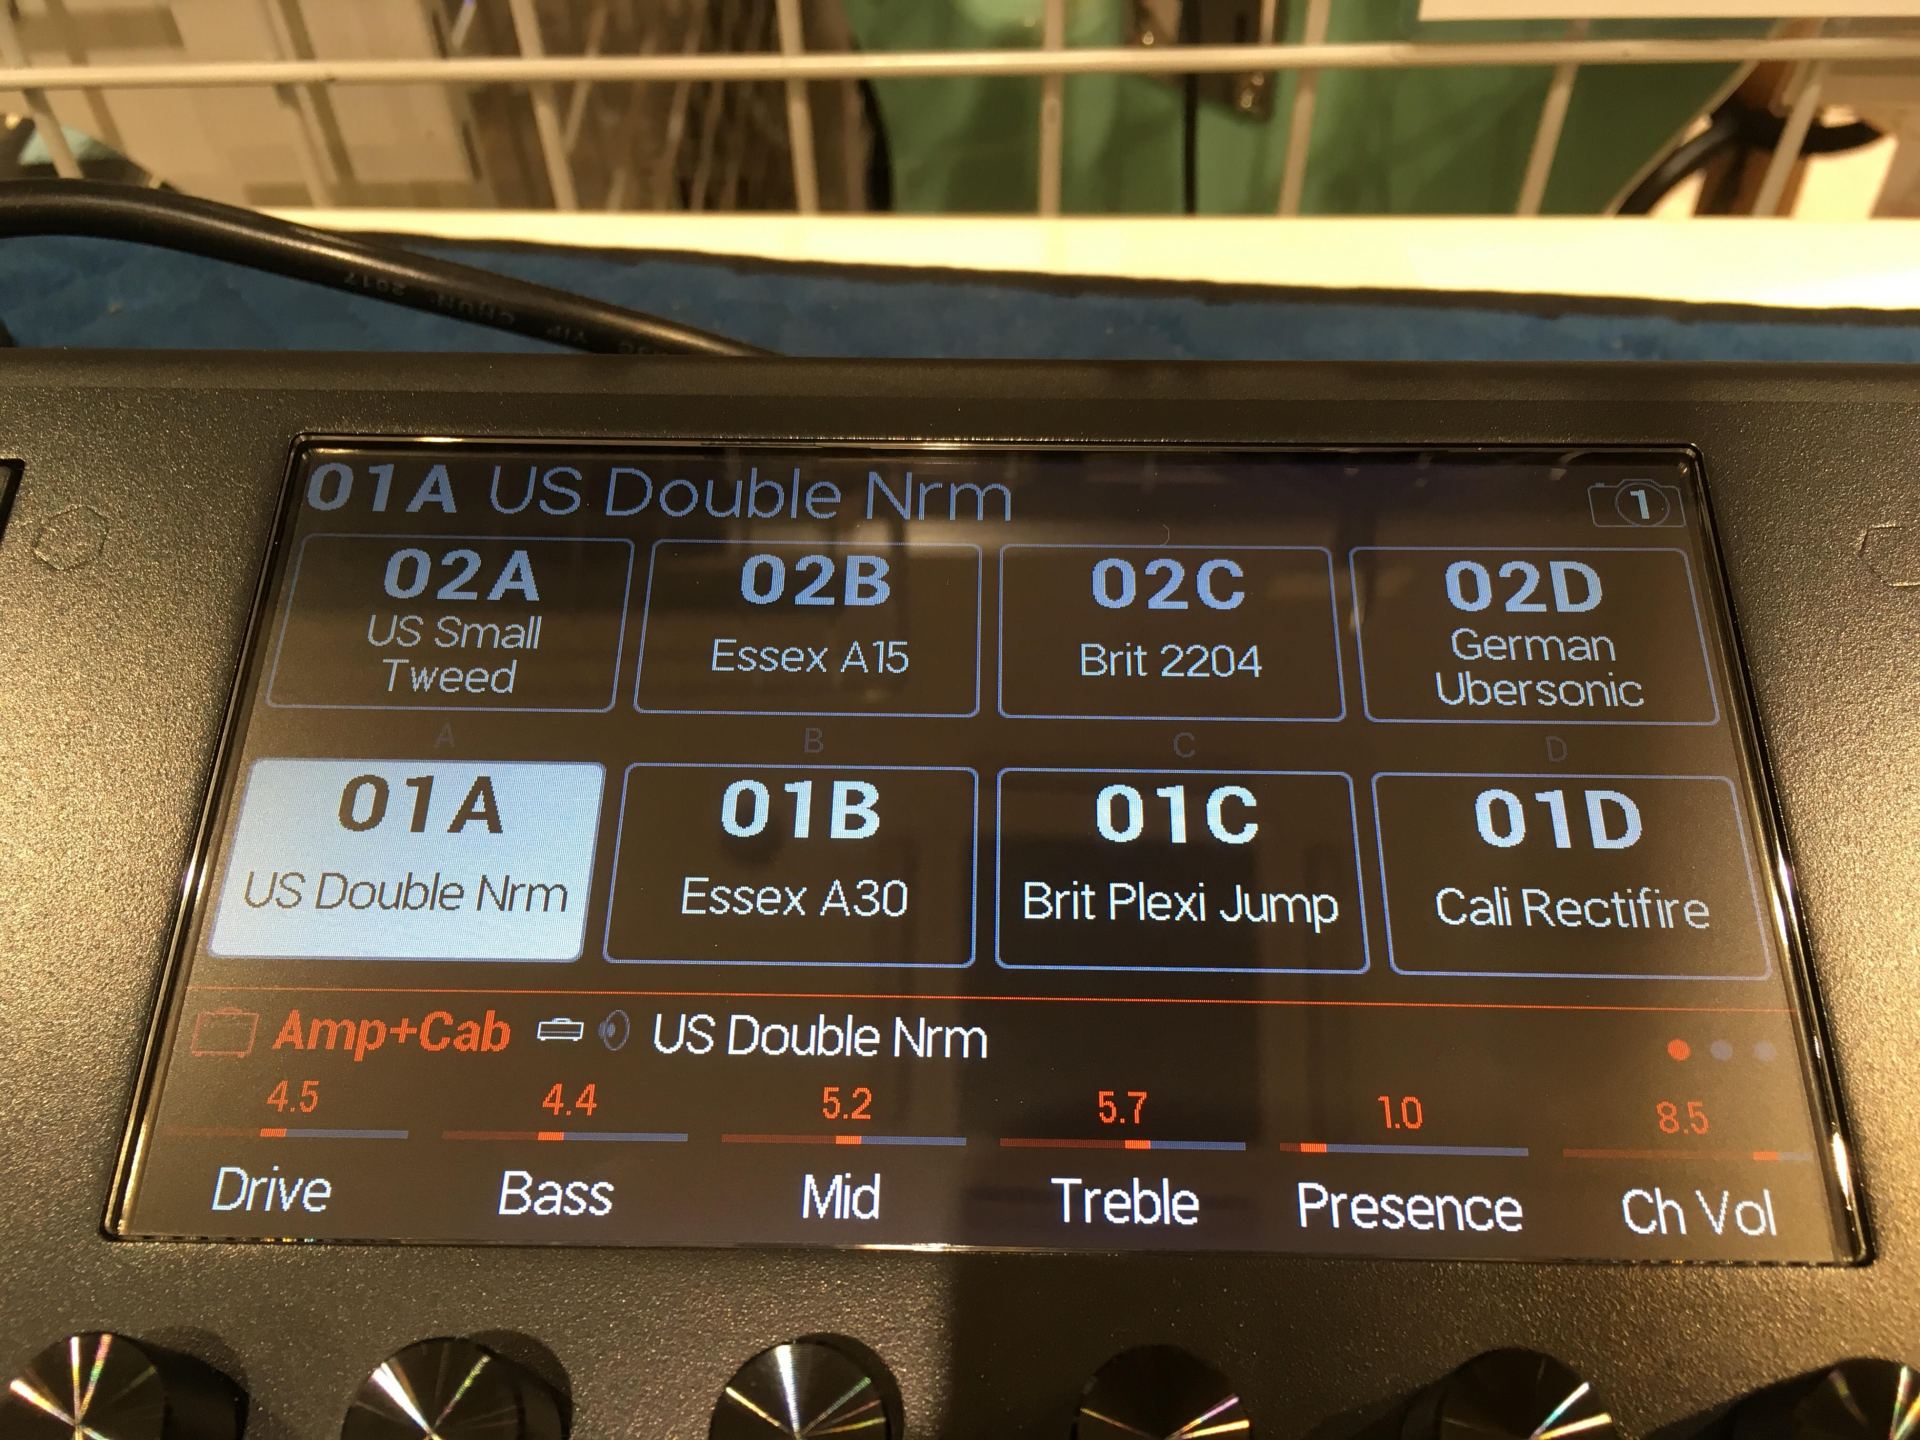 01A US Double Nrm
1
02A
US Small
Tweed
02B
Essex A15
02C
Brit 2204
02D
German
Ubersonic
A
B
C
D
01A
US Double Nrm
01B
Essex A30
01C
Brit Plexi Jump
01D
Cali Rectifire
Amp+Cab US Double Nrm
4.5
4.4
5.2
5.7
1.0
8.5
Drive
Bass
Mid
Treble
Presence
Ch Vol